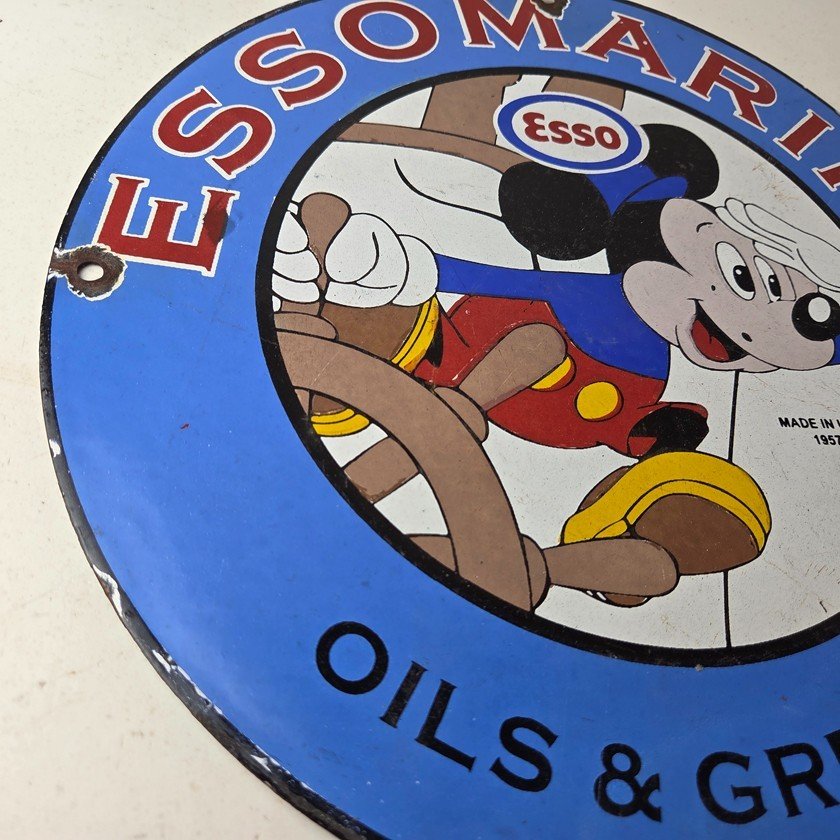 ESSOMARI
Esso
MADE IN
1957
OILS & GR